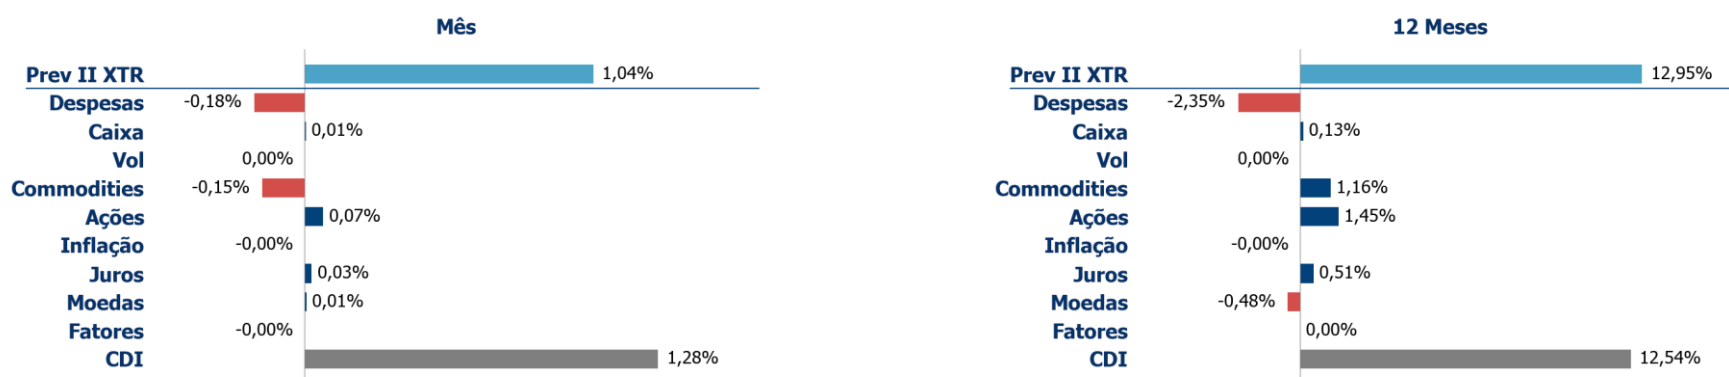 Mês
Prev II XTR 1,04%
Despesas -0,18%
Caixa 0,01%
Vol 0,00%
Commodities -0,15%
Ações 0,07%
Inflação -0,00%
Juros 0,03%
Moedas 0,01%
Fatores -0,00%
CDI 1,28%
12 Meses
Prev II XTR 12,95%
Despesas -2,35%
Caixa 0,13%
Vol 0,00%
Commodities 1,16%
Ações 1,45%
Inflação -0,00%
Juros 0,51%
Moedas -0,48%
Fatores 0,00%
CDI 12,54%